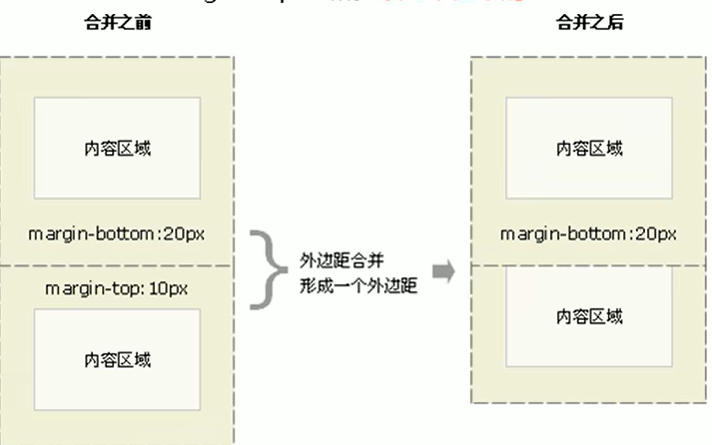 合并之前
合并之后
内容区域
margin-bottom:20px
margin-top: 10px
内容区域
外边距合并
形成一个外边距
内容区域
margin-bottom:20px
内容区域